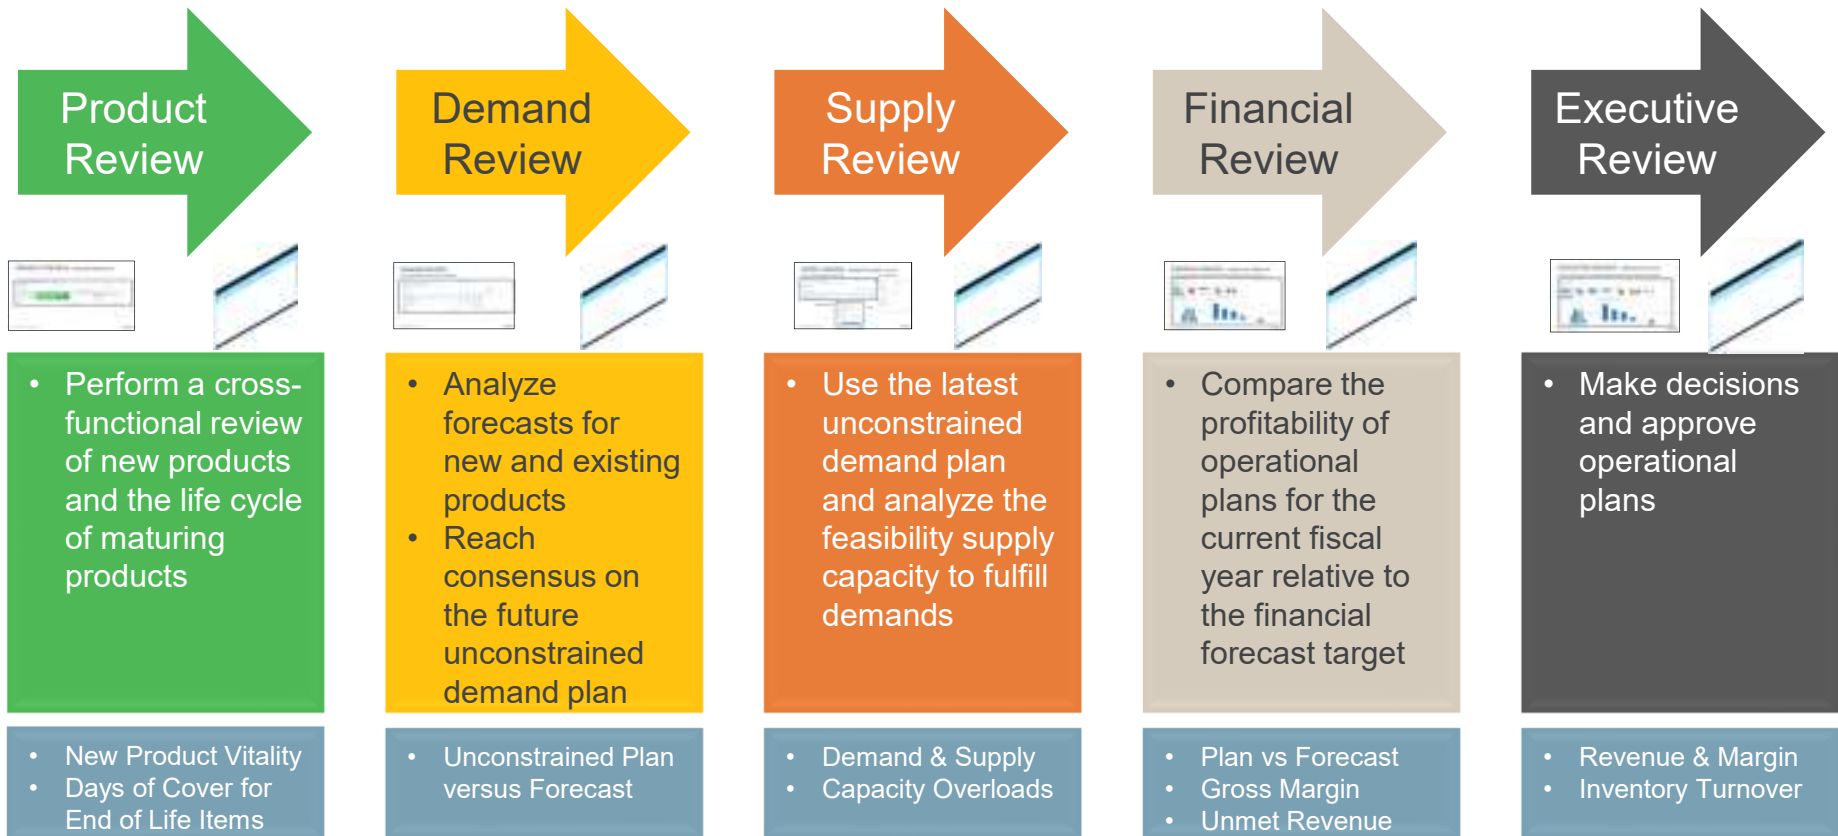 Product
Review
Demand
Review
Supply
Review
Financial
Review
Executive
Review
• Perform a cross-
functional review
of new products
and the life cycle
of maturing
products
• Analyze
forecasts for
new and existing
products
• Reach
consensus on
the future
unconstrained
demand plan
• Use the latest
unconstrained
demand plan
and analyze the
feasibility supply
capacity to fulfill
demands
• Compare the
profitability of
operational
plans for the
current fiscal
year relative to
the financial
forecast target
• Make decisions
and approve
operational
plans
• New Product Vitality
• Days of Cover for
End of Life Items
• Unconstrained Plan
versus Forecast
• Demand & Supply
• Capacity Overloads
• Plan vs Forecast
• Gross Margin
• Unmet Revenue
• Revenue & Margin
• Inventory Turnover